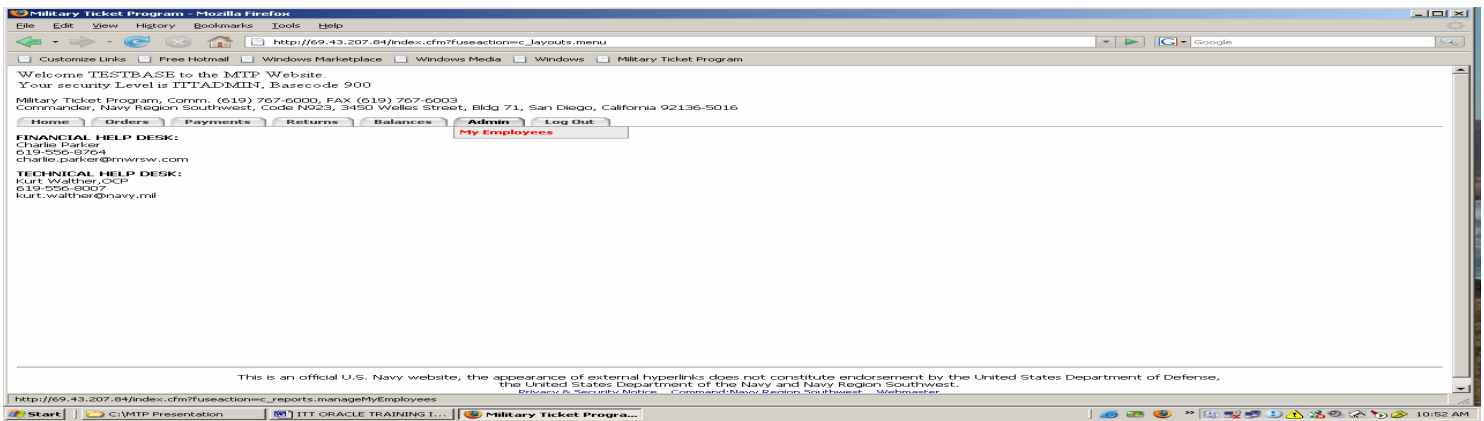 Military Ticket Program - Mozilla Firefox
File Edit View History Bookmarks Tools Help
http://69.43.207.84/index.cfm?fuseaction=c_layouts.menu
Google
Customize Links Free Hotmail Windows Marketplace Windows Media Windows Military Ticket Program
Welcome TESTBASE to the MTP Website.
Your security Level is ITTADMIN, Basecode 900
Military Ticket Program, Comm. (619) 767-6000, FAX (619) 767-6003
Commander, Navy Region Southwest, Code N923, 3450 Welles Street, Bldg 71, San Diego, California 92136-5016
Home Orders Payments Returns Balances Admin Log Out
My Employees
FINANCIAL HELP DESK:
Charlie Parker
619-556-8764
charlie.parker@mwrsw.com
TECHNICAL HELP DESK:
Kurt Walther,OCP
619-556-8007
kurt.walther@navy.mil
This is an official U.S. Navy website, the appearance of external hyperlinks does not constitute endorsement by the United States Department of Defense,
the United States Department of the Navy and Navy Region Southwest.
Privacy & Security Notice Command:Navy Region Southwest Webmaster
http://69.43.207.84/index.cfm?fuseaction=c_reports.manageMyEmployees
Start C:\MTP Presentation ITT ORACLE TRAINING I... Military Ticket Progra... 10:52 AM